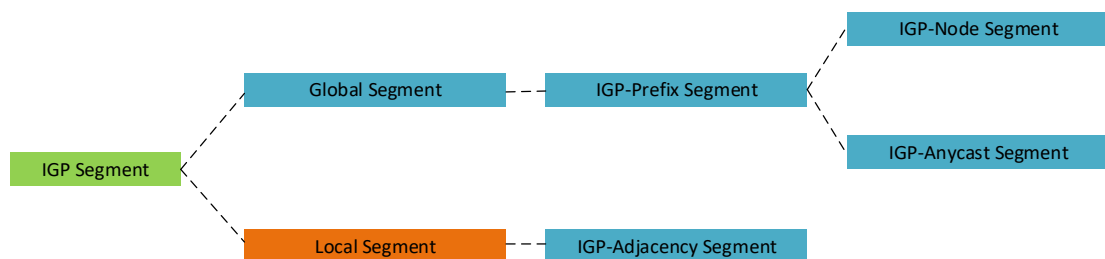 IGP-Node Segment
Global Segment
IGP-Prefix Segment
IGP-Anycast Segment
IGP Segment
Local Segment
IGP-Adjacency Segment